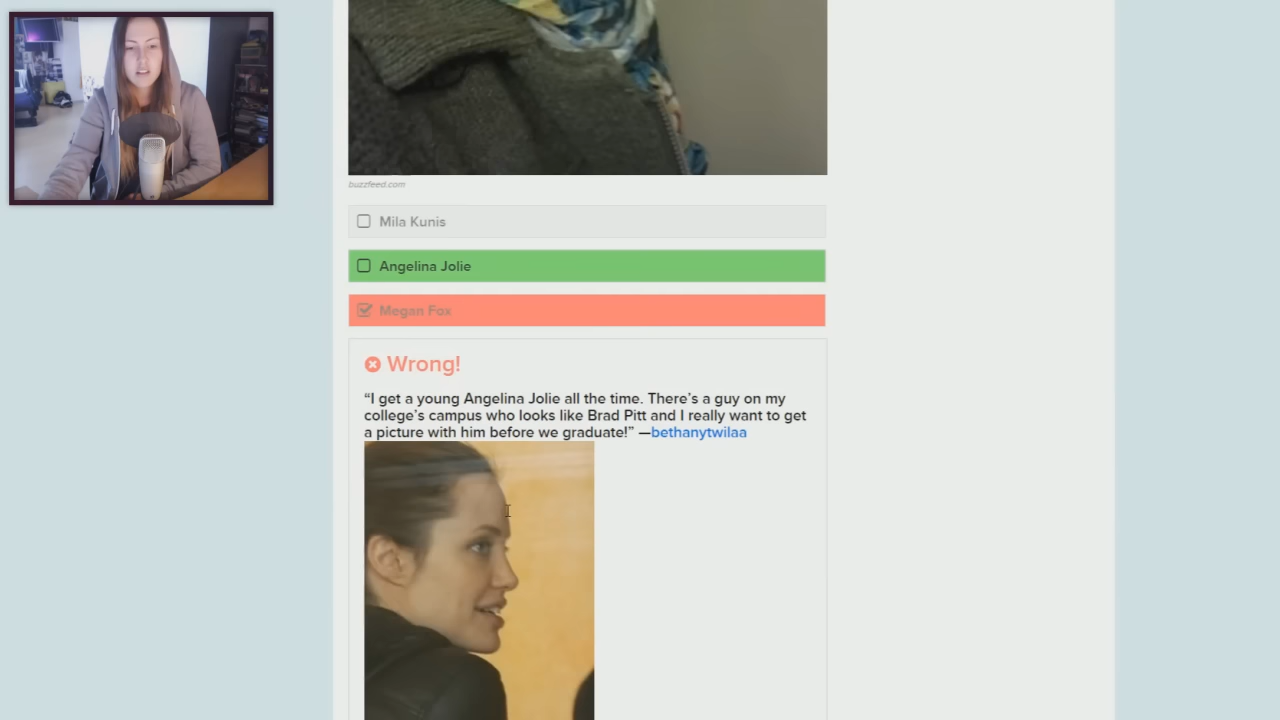 buzzfeed.com
Mila Kunis
Angelina Jolie
Megan Fox
Wrong!
“I get a young Angelina Jolie all the time. There’s a guy on my
college’s campus who looks like Brad Pitt and I really want to get
a picture with him before we graduate!” —bethanytwilaa